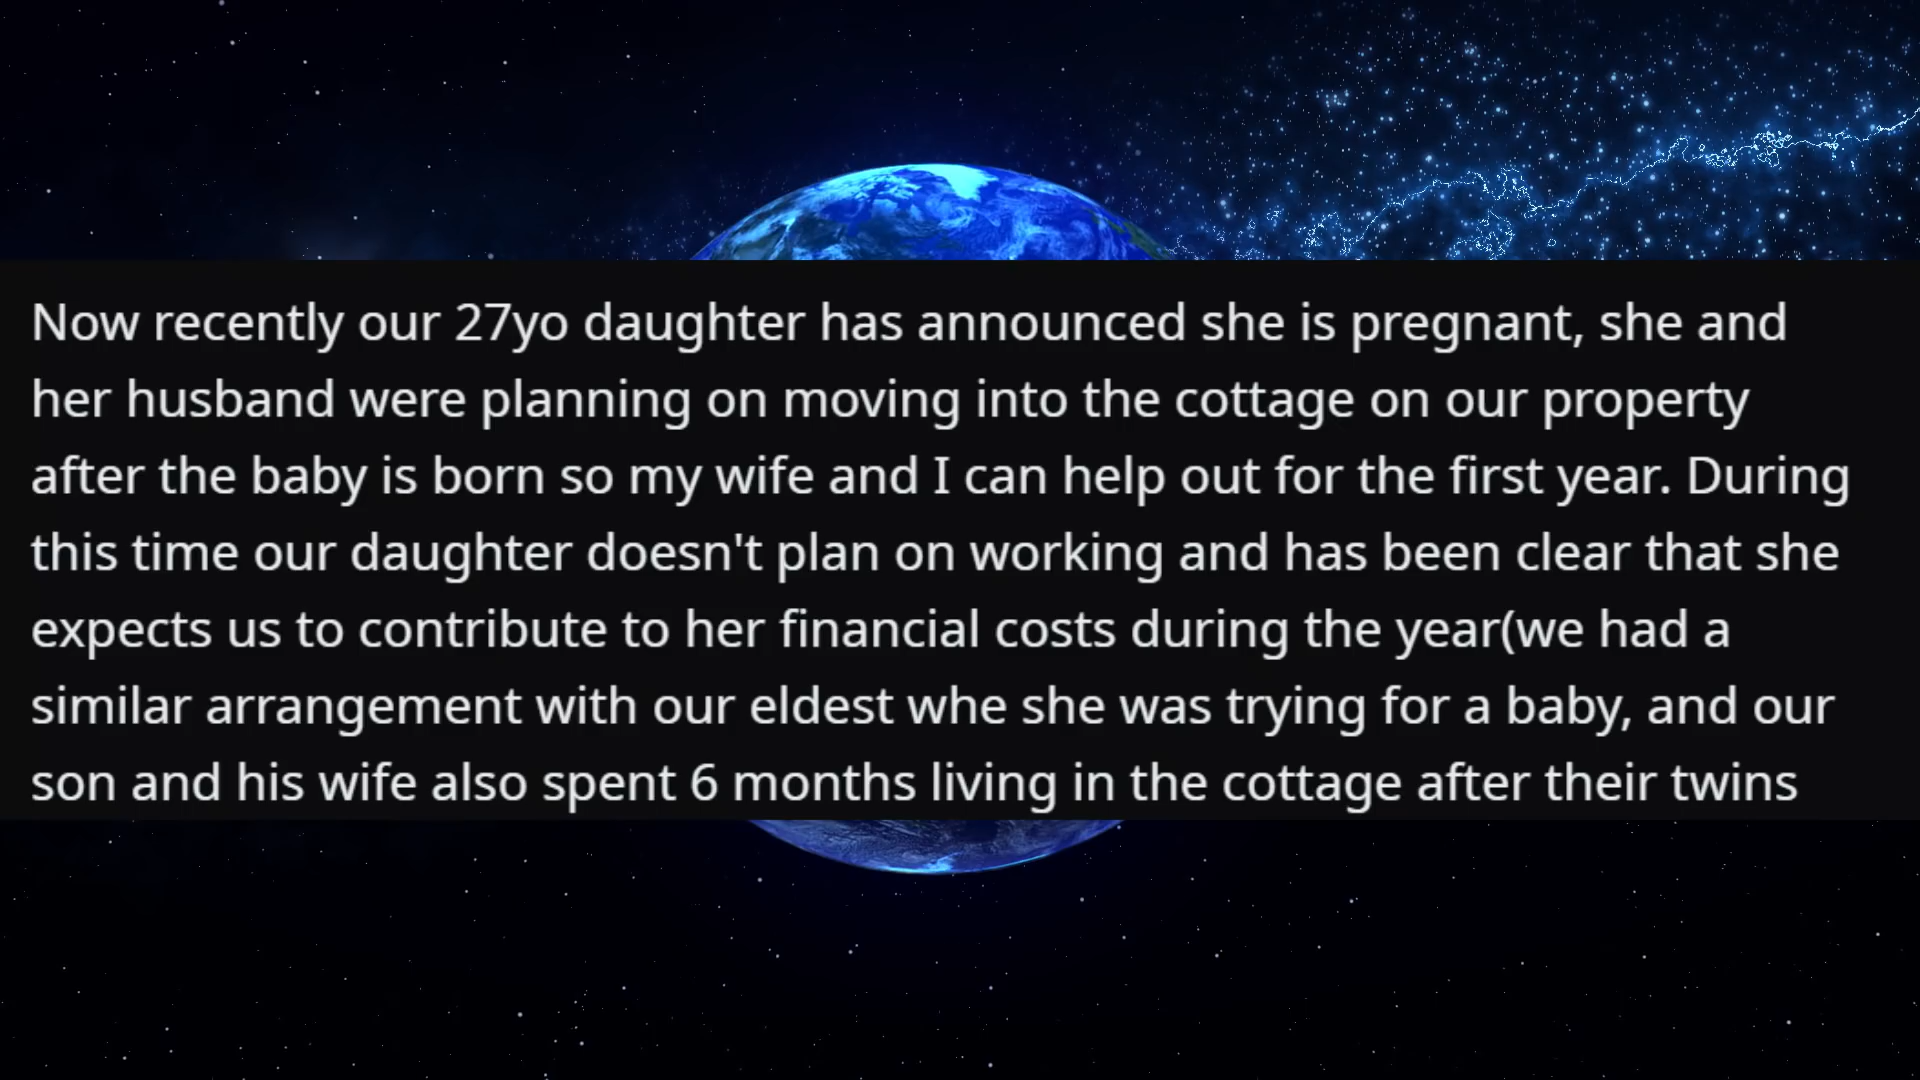 Now recently our 27yo daughter has announced she is pregnant, she and
her husband were planning on moving into the cottage on our property
after the baby is born so my wife and I can help out for the first year. During
this time our daughter doesn't plan on working and has been clear that she
expects us to contribute to her financial costs during the year(we had a
similar arrangement with our eldest whe she was trying for a baby, and our
son and his wife also spent 6 months living in the cottage after their twins